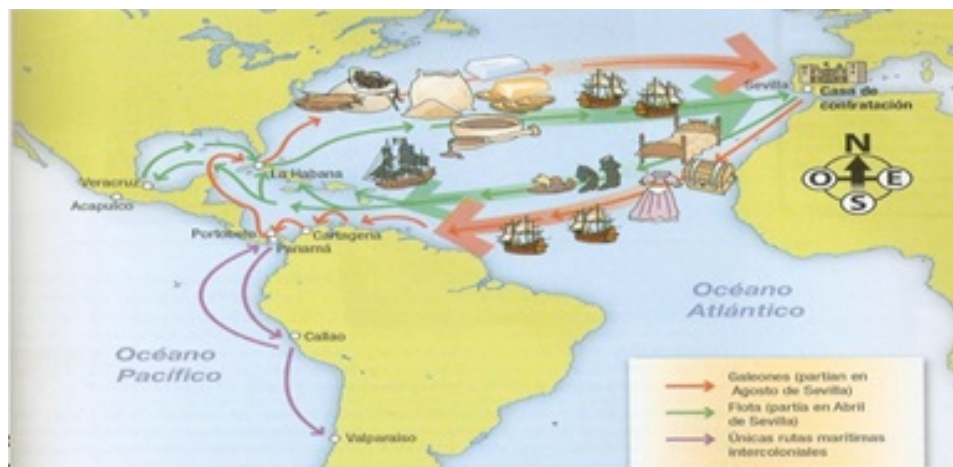 Sevilla
Casa de
contratación
N
O
E
S
La Habana
Veracruz
Acapulco
Portobelo
Cartagena
Panamá
Océano
Atlántico
Callao
Océano
Pacífico
Valparaíso
Galeones (partían en
Agosto de Sevilla)
Flota (partía en Abril
de Sevilla)
Únicas rutas marítimas
intercoloniales